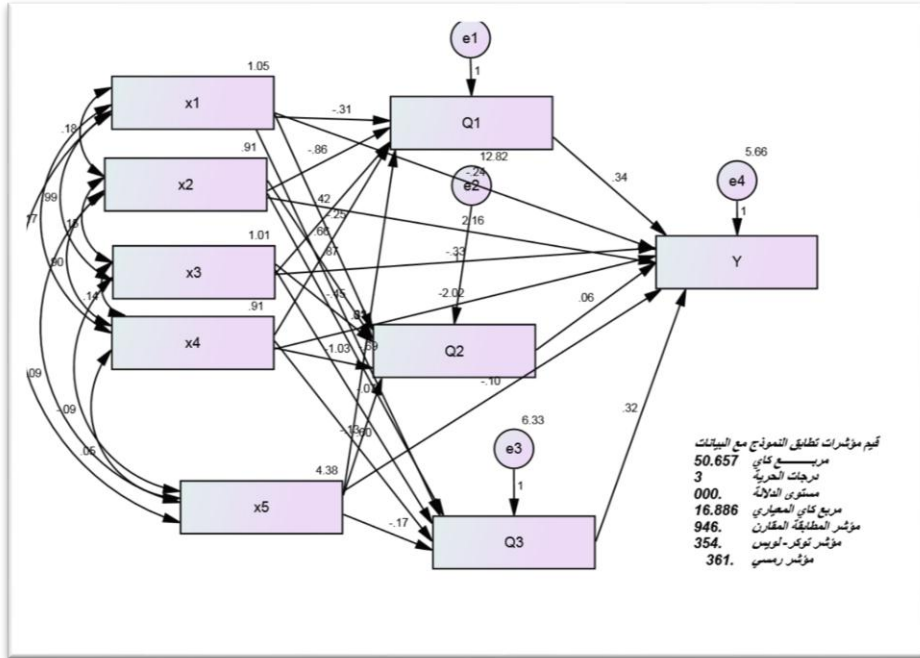 e1
1.05
1
x1
-.31
Q1
.18
.91
-.86
12.82
5.66
x2
-.24
e2
.34
e4
.99
.42
-.25
2.16
1
1.01
.66
.87
-.33
Y
x3
.14
.91
-.45
-2.02
.06
x4
-1.03
Q2
-.10
-.09
.32
6.33
.05
4.38
e3
1
x5
-.17
Q3
قيم مؤشرات تطابق النموذج مع البيانات
مربـــــــع كاي 50.657
درجات الحرية 3
مستوى الدلالة .000
مربع كاي المعياري 16.886
مؤشر المطابقة المقارن .946
مؤشر توكر- لويس .354
مؤشر رمسي .361